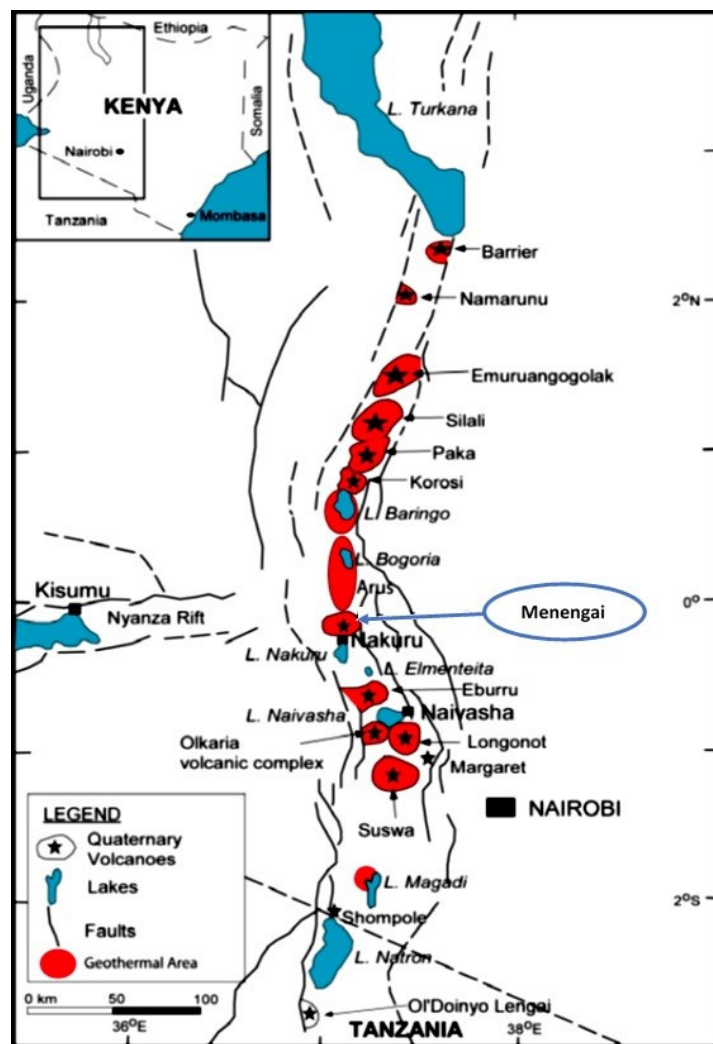 Ethiopia
Uganda
KENYA
Somalia
Nairobi
Tanzania
Mombasa
L. Turkana
Barrier
Namarunu
2°N
Emuruangogolak
Silali
Paka
Korosi
L. Baringo
L. Bogoria
Arus
Kisumu
Nyanza Rift
Menengai
0°
Nakuru
L. Nakuru
L. Elmenteita
Eburru
L. Naivasha
Naivasha
Olkaria
volcanic complex
Longonot
Margaret
NAIROBI
Suswa
LEGEND
Quaternary
Volcanoes
Lakes
Faults
Geothermal Area
0 km 50 100
L. Magadi
2°S
Shompole
L. Natron
Ol'Doinyo Lengai
36°E
TANZANIA
38°E